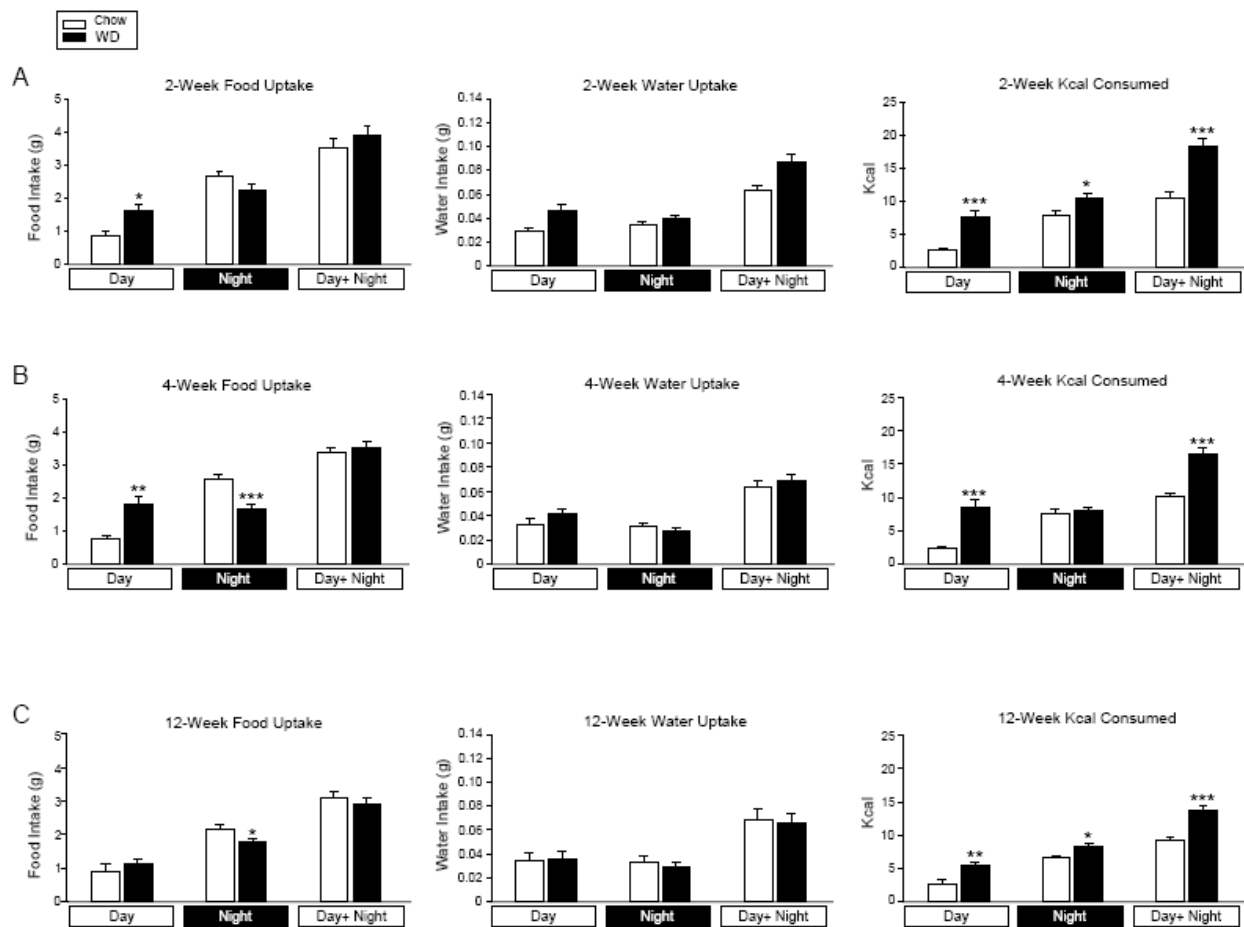 Chow
WD
A
2-Week Food Uptake
2-Week Water Uptake
2-Week Kcal Consumed
Food Intake (g)
5
4
3
2
1
0
*
Day
Night
Day+ Night
Water Intake (g)
0.14
0.12
0.10
0.08
0.06
0.04
0.02
0
Day
Night
Day+ Night
Kcal
25
20
15
10
5
0
***
*
***
Day
Night
Day+ Night
B
4-Week Food Uptake
4-Week Water Uptake
4-Week Kcal Consumed
Food Intake (g)
5
4
3
2
1
0
**
***
Day
Night
Day+ Night
Water Intake (g)
0.14
0.12
0.10
0.08
0.06
0.04
0.02
0
Day
Night
Day+ Night
Kcal
25
20
15
10
5
0
***
***
Day
Night
Day+ Night
C
12-Week Food Uptake
12-Week Water Uptake
12-Week Kcal Consumed
Food Intake (g)
5
4
3
2
1
0
*
Day
Night
Day+ Night
Water Intake (g)
0.14
0.12
0.10
0.08
0.06
0.04
0.02
0
Day
Night
Day+ Night
Kcal
25
20
15
10
5
0
**
*
***
Day
Night
Day+ Night